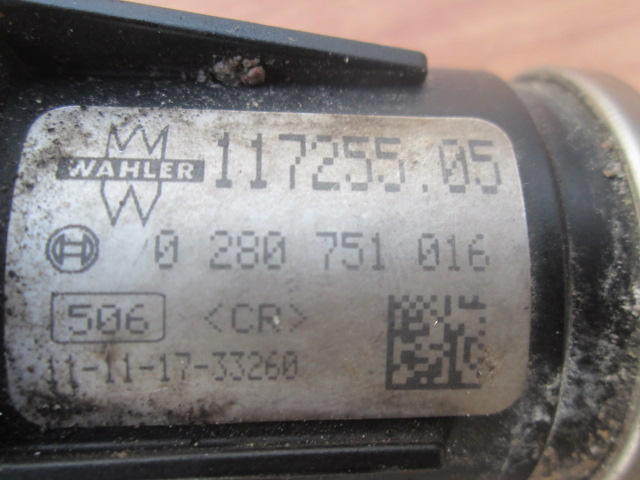 WAHLER 117255.05
0 280 751 016
506 <CR>
11-11-17-33260